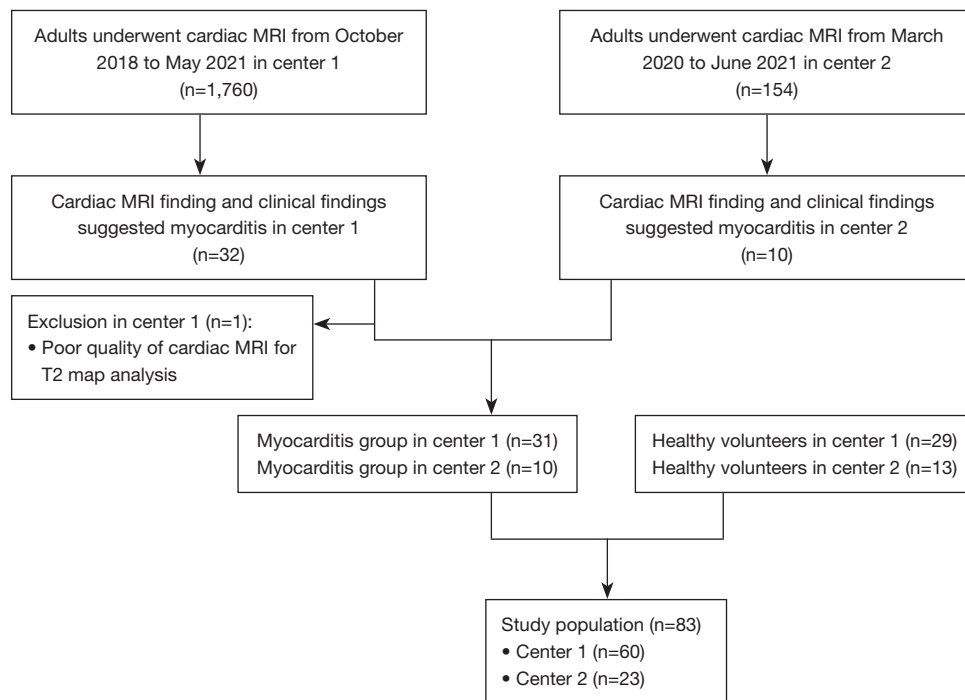 Adults underwent cardiac MRI from October
2018 to May 2021 in center 1
(n=1,760)
Adults underwent cardiac MRI from March
2020 to June 2021 in center 2
(n=154)
Cardiac MRI finding and clinical findings
suggested myocarditis in center 1
(n=32)
Cardiac MRI finding and clinical findings
suggested myocarditis in center 2
(n=10)
Exclusion in center 1 (n=1):
• Poor quality of cardiac MRI for
T2 map analysis
Myocarditis group in center 1 (n=31)
Myocarditis group in center 2 (n=10)
Healthy volunteers in center 1 (n=29)
Healthy volunteers in center 2 (n=13)
Study population (n=83)
• Center 1 (n=60)
• Center 2 (n=23)